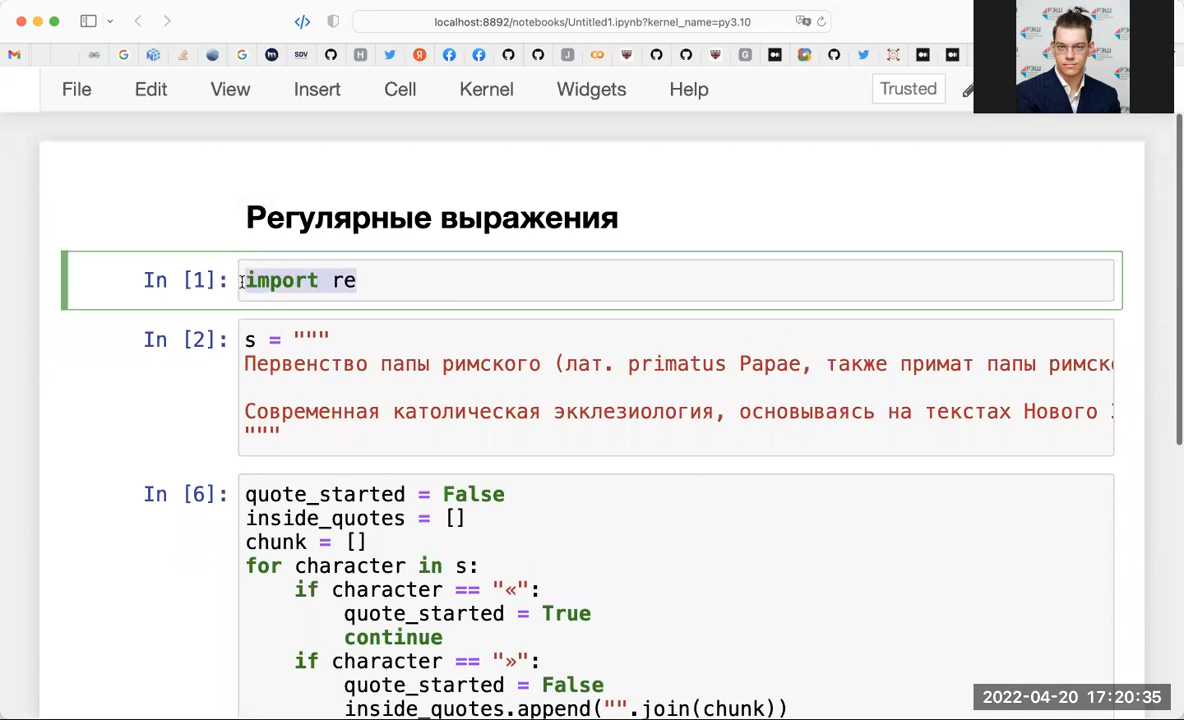 localhost:8892/notebooks/Untitled1.ipynb?kernel_name=py3.10
SDV
File Edit View Insert Cell Kernel Widgets Help Trusted
РЭШ
Регулярные выражения
In [1]: import re
In [2]: s = """
Первенство папы римского (лат. primatus Papae, также примат папы римск
Современная католическая экклезиология, основываясь на текстах Нового
"""
In [6]: quote_started = False
inside_quotes = []
chunk = []
for character in s:
if character == "«":
quote_started = True
continue
if character == "»":
quote_started = False
inside_quotes.append("".join(chunk))
2022-04-20 17:20:35